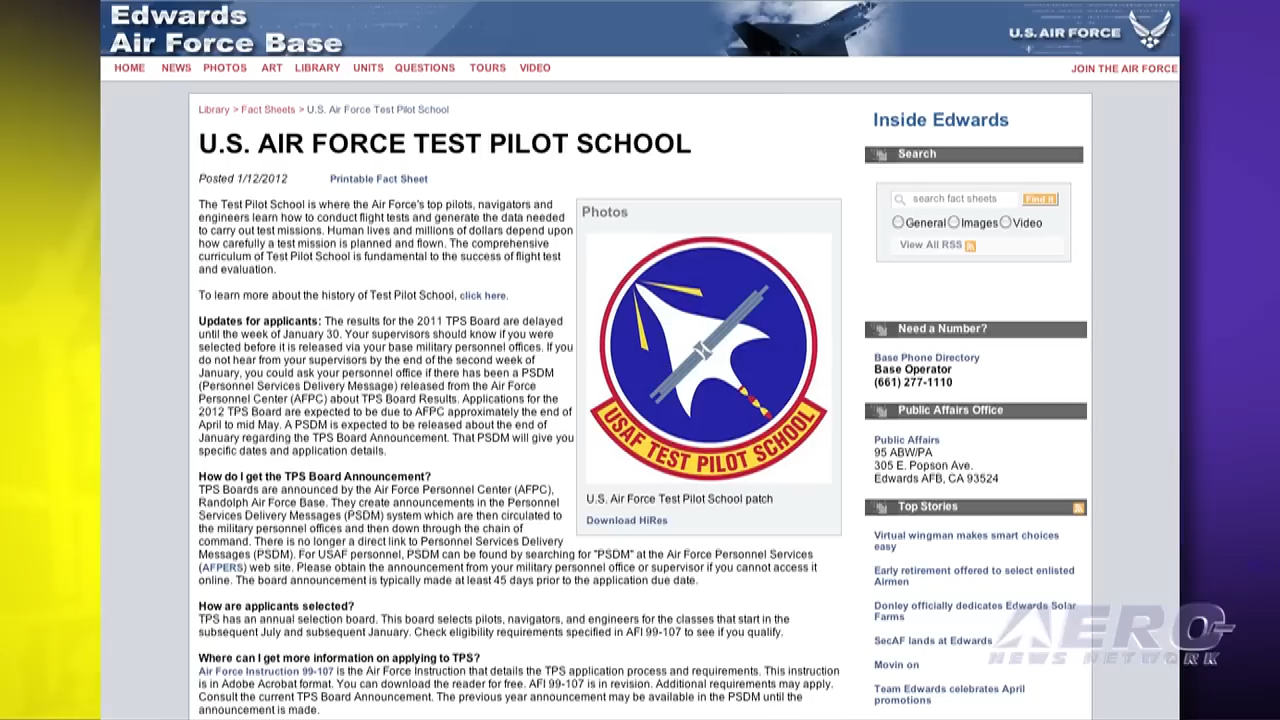 Edwards
Air Force Base
U.S. AIR FORCE
HOME NEWS PHOTOS ART LIBRARY UNITS QUESTIONS TOURS VIDEO JOIN THE AIR FORCE
Library > Fact Sheets > U.S. Air Force Test Pilot School
U.S. AIR FORCE TEST PILOT SCHOOL
Posted 1/12/2012 Printable Fact Sheet
The Test Pilot School is where the Air Force's top pilots, navigators and
engineers learn how to conduct flight tests and generate the data needed
to carry out test missions. Human lives and millions of dollars depend upon
how carefully a test mission is planned and flown. The comprehensive
curriculum of Test Pilot School is fundamental to the success of flight test
and evaluation.
To learn more about the history of Test Pilot School, click here.
Updates for applicants: The results for the 2011 TPS Board are delayed
until the week of January 30. Your supervisors should know if you were
selected before it is released via your base military personnel offices. If you
do not hear from your supervisors by the end of the second week of
January, you could ask your personnel office if there has been a PSDM
(Personnel Services Delivery Message) released from the Air Force
Personnel Center (AFPC) about TPS Board Results. Applications for the
2012 TPS Board are expected to be due to AFPC approximately the end of
April to mid May. A PSDM is expected to be released about the end of
January regarding the TPS Board Announcement. That PSDM will give you
specific dates and application details.
How do I get the TPS Board Announcement?
TPS Boards are announced by the Air Force Personnel Center (AFPC),
Randolph Air Force Base. They create announcements in the Personnel
Services Delivery Messages (PSDM) system which are then circulated to
the military personnel offices and then down through the chain of
command. There is no longer a direct link to Personnel Services Delivery
Messages (PSDM). For USAF personnel, PSDM can be found by searching for "PSDM" at the Air Force Personnel Services
(AFPERS) web site. Please obtain the announcement from your military personnel office or supervisor if you cannot access it
online. The board announcement is typically made at least 45 days prior to the application due date.
How are applicants selected?
TPS has an annual selection board. This board selects pilots, navigators, and engineers for the classes that start in the
subsequent July and subsequent January. Check eligibility requirements specified in AFI 99-107 to see if you qualify.
Where can I get more information on applying to TPS?
Air Force Instruction 99-107 is the Air Force Instruction that details the TPS application process and requirements. This instruction
is in Adobe Acrobat format. You can download the reader for free. AFI 99-107 is in revision. Additional requirements may apply.
Consult the current TPS Board Announcement. The previous year announcement may be available in the PSDM until the
announcement is made.
Photos
USAF TEST PILOT SCHOOL
U.S. Air Force Test Pilot School patch
Download HiRes
Inside Edwards
Search
search fact sheets Find It
General Images Video
View All RSS
Need a Number?
Base Phone Directory
Base Operator
(661) 277-1110
Public Affairs Office
Public Affairs
95 ABW/PA
305 E. Popson Ave.
Edwards AFB, CA 93524
Top Stories
Virtual wingman makes smart choices
easy
Early retirement offered to select enlisted
Airmen
Donley officially dedicates Edwards Solar
Farms
SecAF lands at Edwards
Movin on
Team Edwards celebrates April
promotions
AERO
NEWS NETWORK